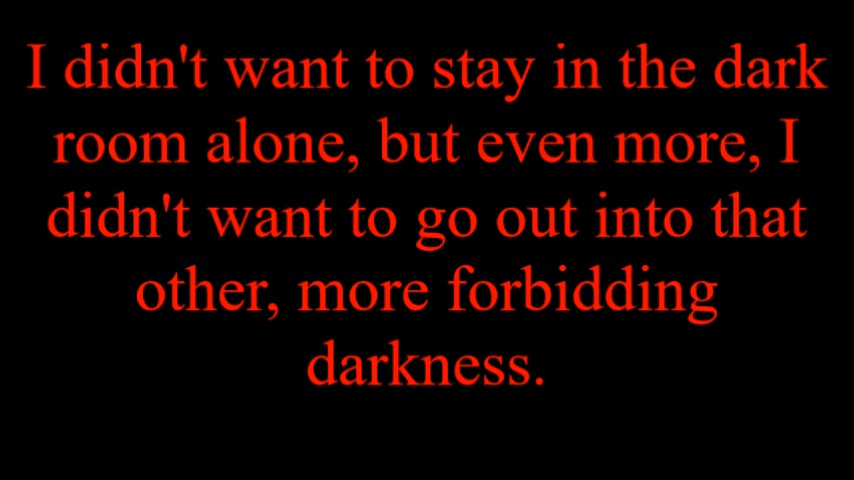 I didn't want to stay in the dark
room alone, but even more, I
didn't want to go out into that
other, more forbidding
darkness.